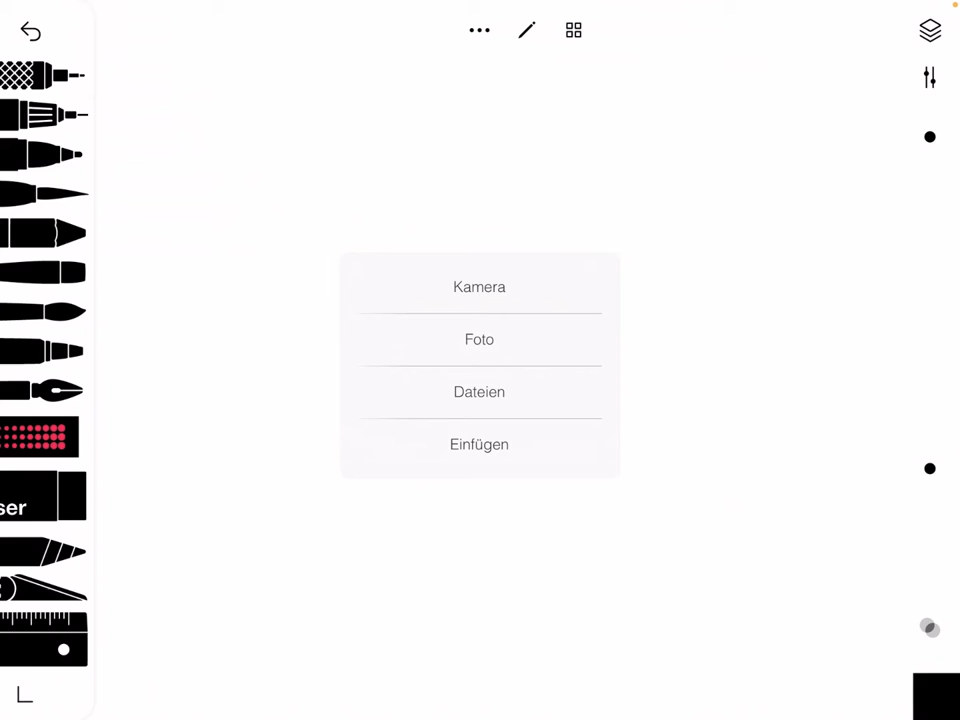 Kamera
Foto
Dateien
Einfügen
ser